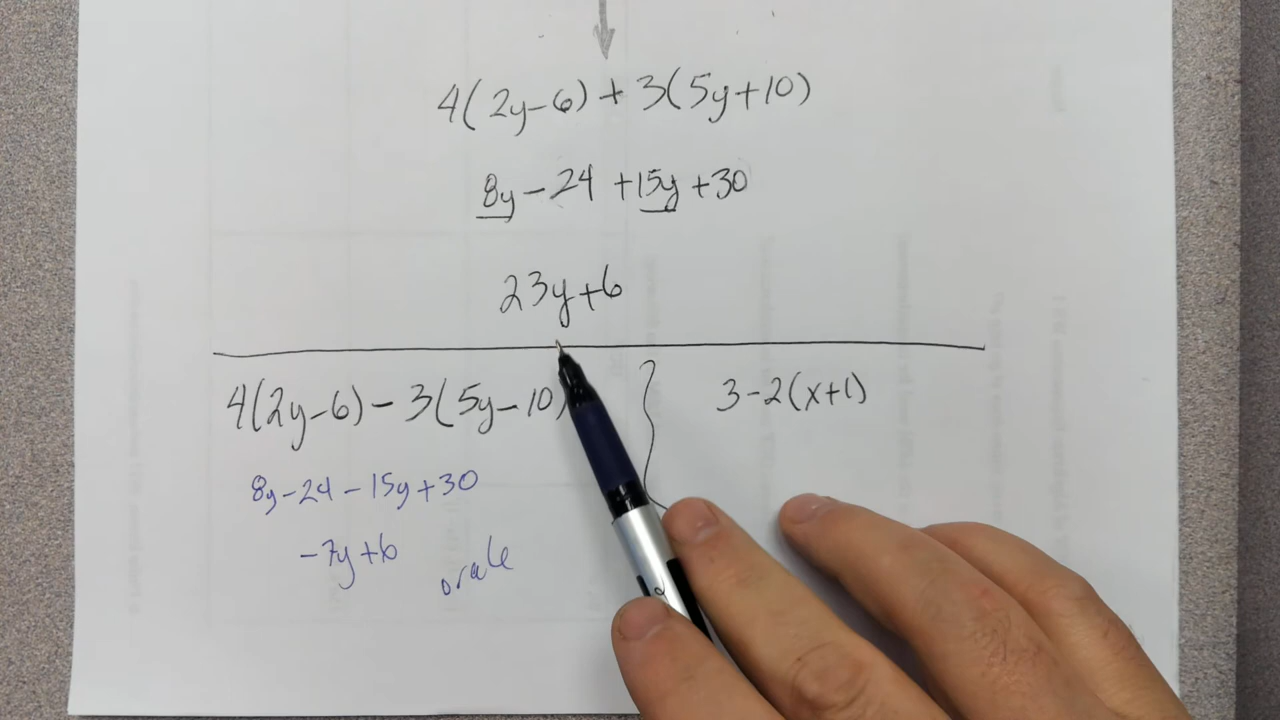 4(2y-6) + 3(5y+10)
8y - 24 + 15y + 30
23y + 6
4(2y-6) - 3(5y-10)
8y - 24 - 15y + 30
-7y + 6
orale
3 - 2(x+1)